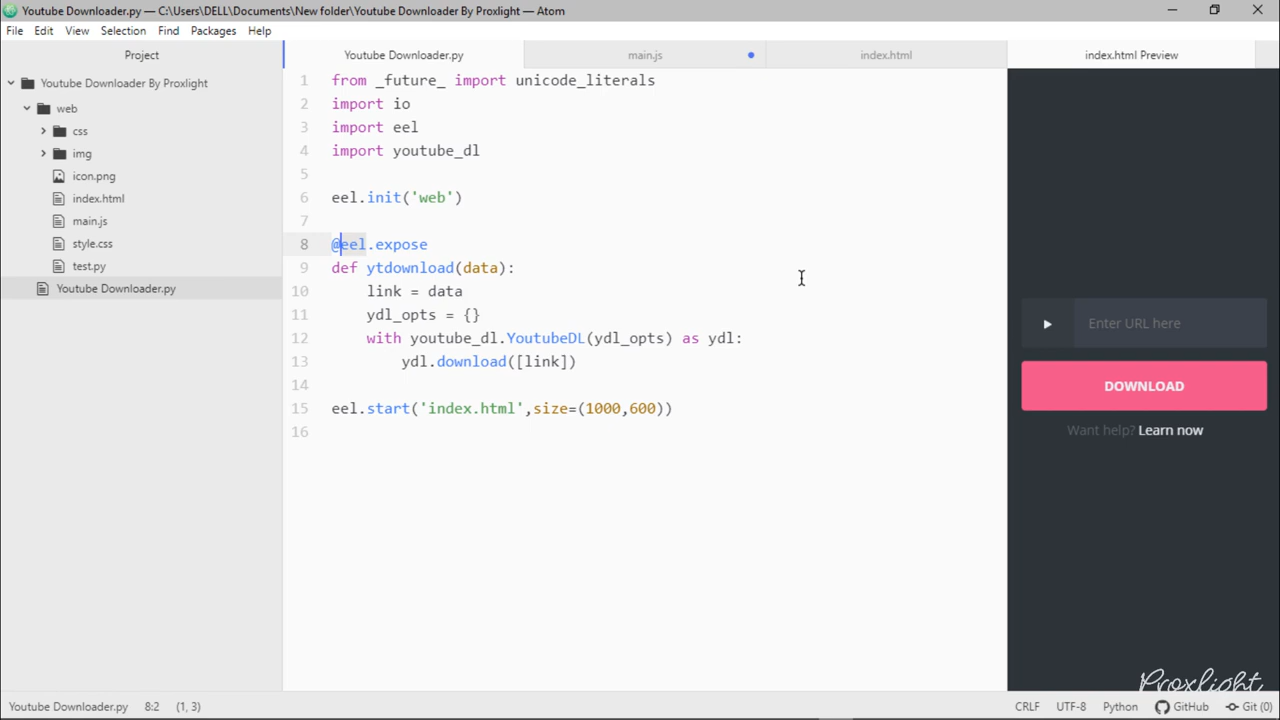 Youtube Downloader.py — C:\Users\DELL\Documents\New folder\Youtube Downloader By Proxlight — Atom
File Edit View Selection Find Packages Help
Project
Youtube Downloader.py
main.js
index.html
index.html Preview
Youtube Downloader By Proxlight
web
css
img
icon.png
index.html
main.js
style.css
test.py
Youtube Downloader.py
1 from _future_ import unicode_literals
2 import io
3 import eel
4 import youtube_dl
5
6 eel.init('web')
7
8 @eel.expose
9 def ytdownload(data):
10 link = data
11 ydl_opts = {}
12 with youtube_dl.YoutubeDL(ydl_opts) as ydl:
13 ydl.download([link])
14
15 eel.start('index.html',size=(1000,600))
16
Enter URL here
DOWNLOAD
Want help? Learn now
Proxlight
Youtube Downloader.py 8:2 (1, 3) CRLF UTF-8 Python GitHub Git (0)